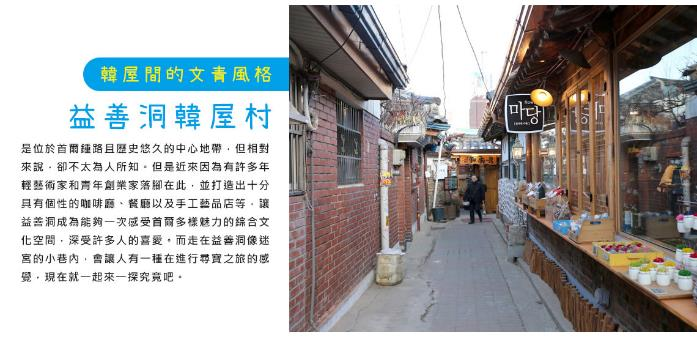 韓屋間的文青風格
益善洞韓屋村
是位於首爾鍾路且歷史悠久的中心地帶，但相對
來說，卻不太為人所知。但是近來因為有許多年
輕藝術家和青年創業家落腳在此，並打造出十分
具有個性的咖啡廳、餐廳以及手工藝品店等，讓
益善洞成為能夠一次感受首爾多樣魅力的綜合文
化空間，深受許多人的喜愛。而走在益善洞像迷
宮的小巷內，會讓人有一種在進行尋寶之旅的感
覺，現在就一起來一探究竟吧。
마당